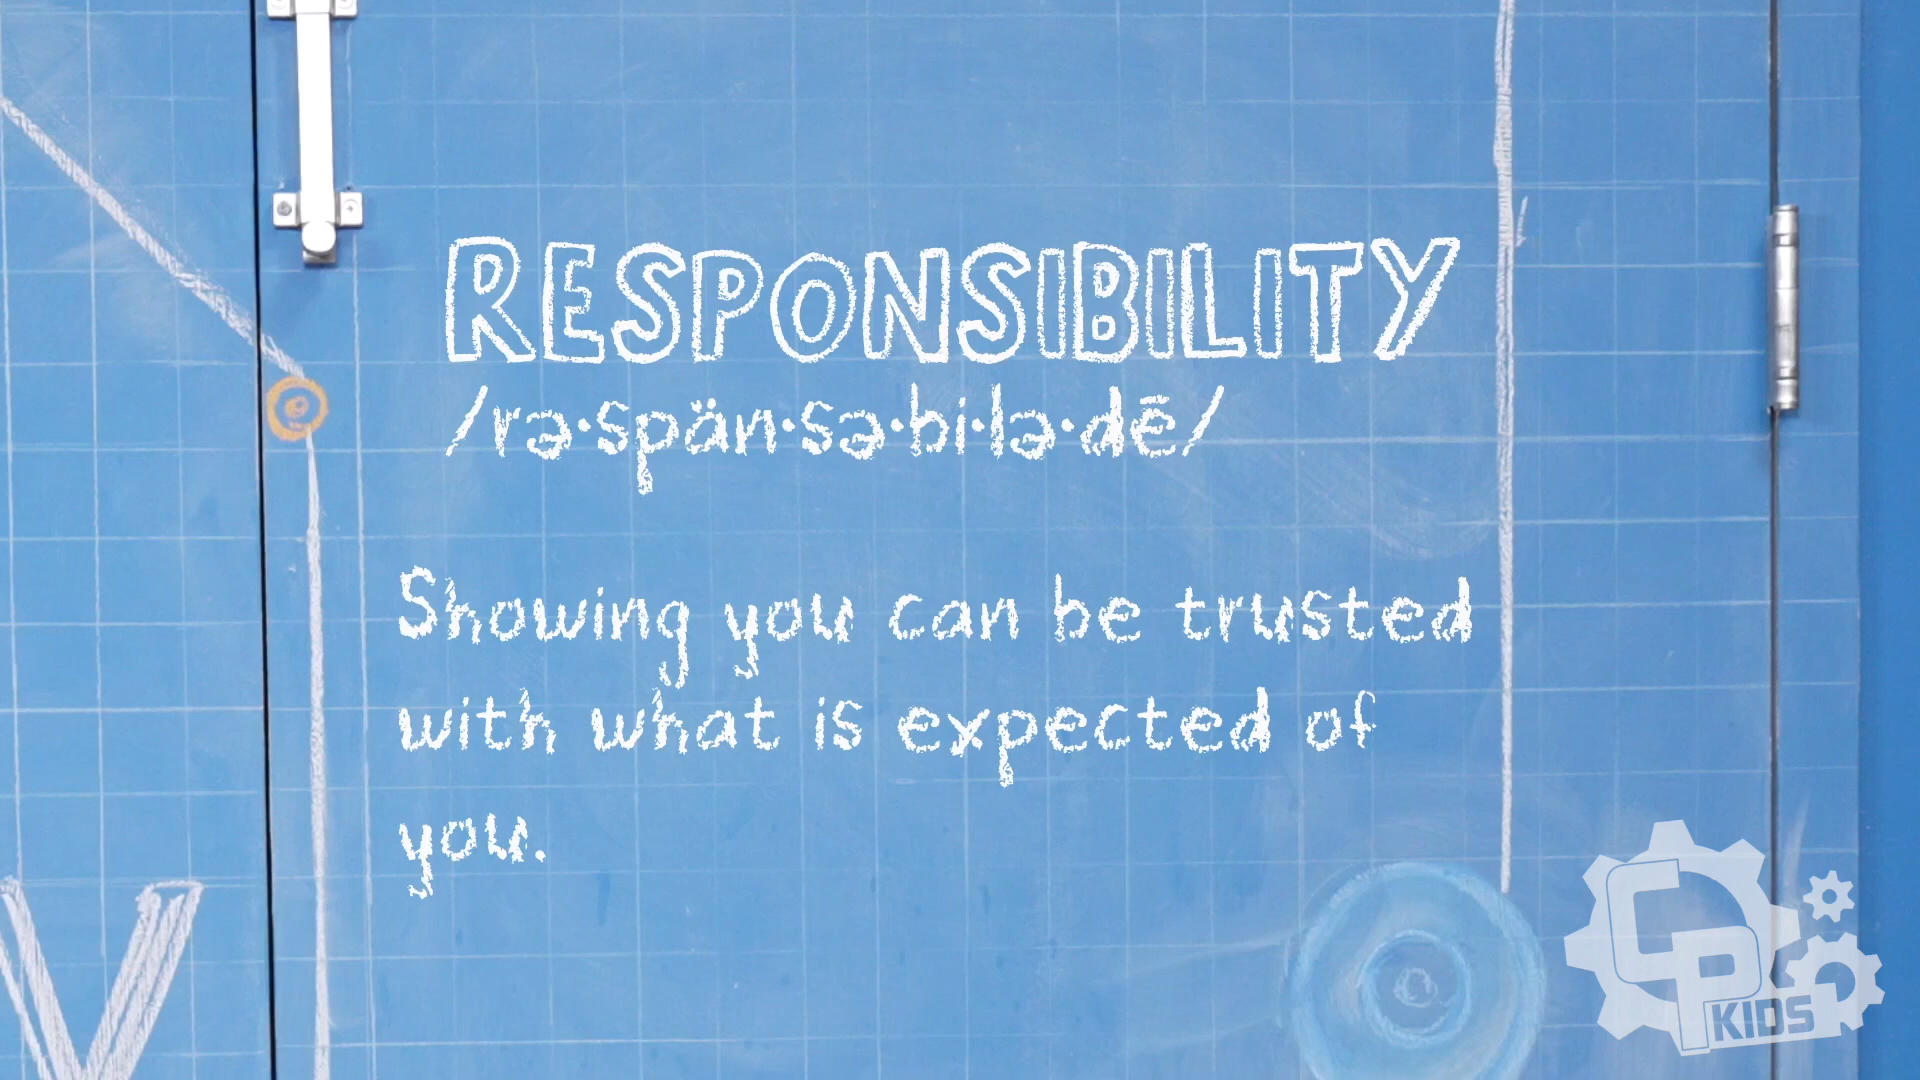 RESPONSIBILITY
/rə·spän·sə·bi·lə·dē/
Showing you can be trusted
with what is expected of
you.
CP
KIDS